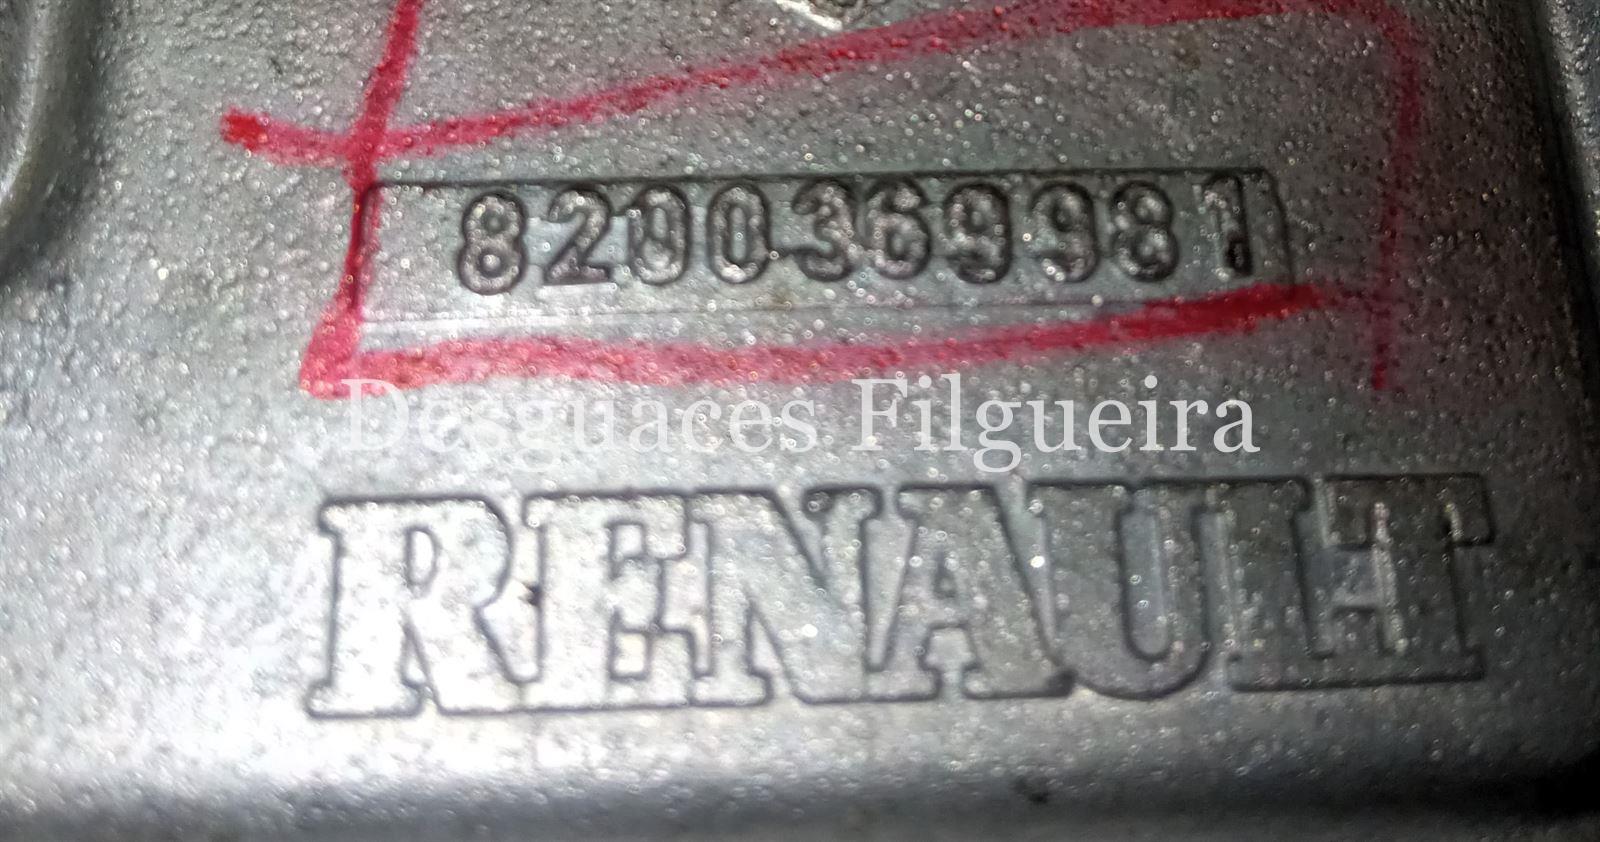 8200369981
Desguaces Filgueira
RENAULT